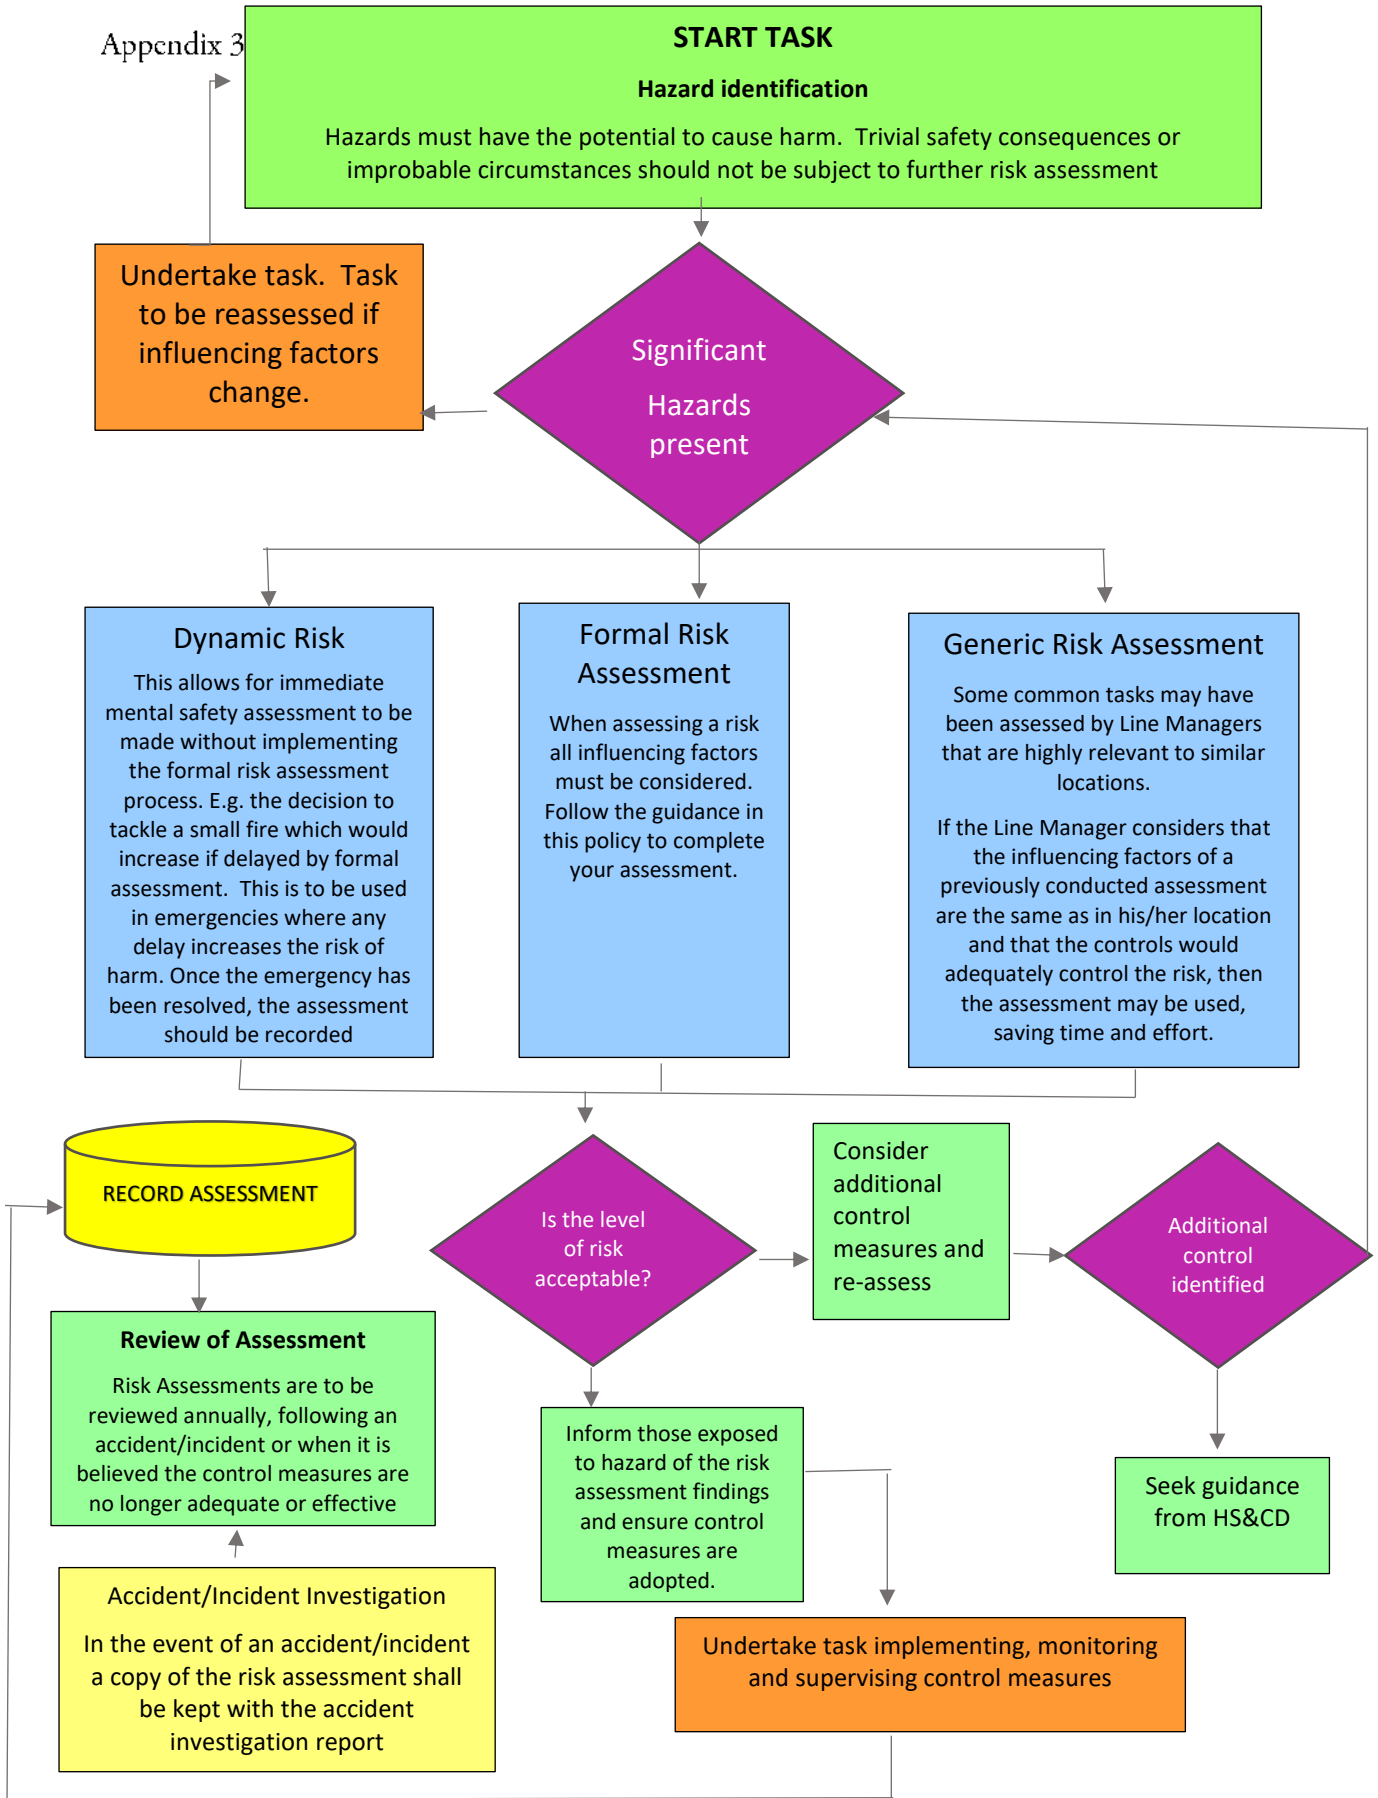 Appendix 3
START TASK
Hazard identification
Hazards must have the potential to cause harm.  Trivial safety consequences or
improbable circumstances should not be subject to further risk assessment
Undertake task.  Task
to be reassessed if
influencing factors
change.
Significant
Hazards
present
Dynamic Risk
This allows for immediate
mental safety assessment to be
made without implementing
the formal risk assessment
process. E.g. the decision to
tackle a small fire which would
increase if delayed by formal
assessment.  This is to be used
in emergencies where any
delay increases the risk of
harm. Once the emergency has
been resolved, the assessment
should be recorded
Formal Risk
Assessment
When assessing a risk
all influencing factors
must be considered.
Follow the guidance in
this policy to complete
your assessment.
Generic Risk Assessment
Some common tasks may have
been assessed by Line Managers
that are highly relevant to similar
locations.
If the Line Manager considers that
the influencing factors of a
previously conducted assessment
are the same as in his/her location
and that the controls would
adequately control the risk, then
the assessment may be used,
saving time and effort.
RECORD ASSESSMENT
Is the level
of risk
acceptable?
Consider
additional
control
measures and
re-assess
Additional
control
identified
Review of Assessment
Risk Assessments are to be
reviewed annually, following an
accident/incident or when it is
believed the control measures are
no longer adequate or effective
Inform those exposed
to hazard of the risk
assessment findings
and ensure control
measures are
adopted.
Seek guidance
from HS&CD
Accident/Incident Investigation
In the event of an accident/incident
a copy of the risk assessment shall
be kept with the accident
investigation report
Undertake task implementing, monitoring
and supervising control measures